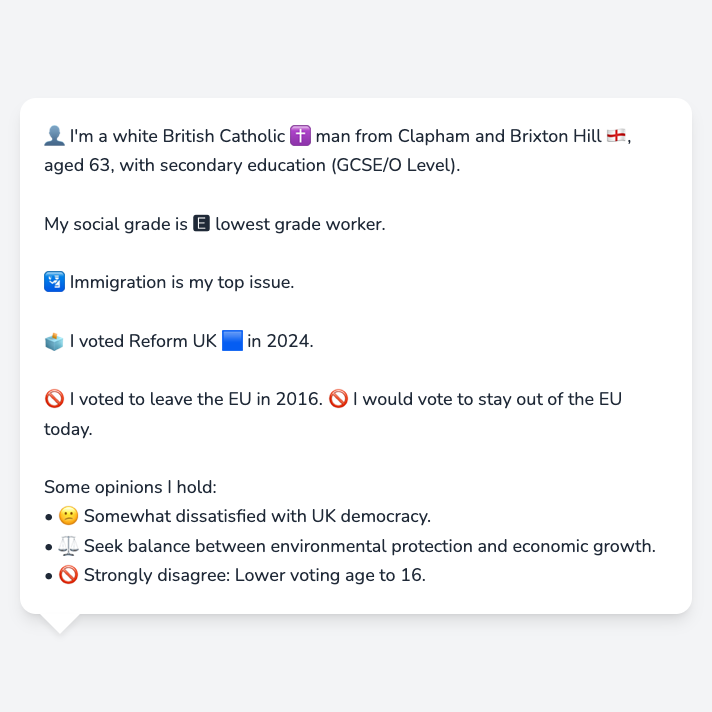 👤 I'm a white British Catholic ✝️ man from Clapham and Brixton Hill 🏴󠁧󠁢󠁥󠁮󠁧󠁿,
aged 63, with secondary education (GCSE/O Level).
My social grade is 🅴 lowest grade worker.
🛂 Immigration is my top issue.
🗳️ I voted Reform UK 🟦 in 2024.
🚫 I voted to leave the EU in 2016. 🚫 I would vote to stay out of the EU
today.
Some opinions I hold:
• 😕 Somewhat dissatisfied with UK democracy.
• ⚖️ Seek balance between environmental protection and economic growth.
• 🚫 Strongly disagree: Lower voting age to 16.